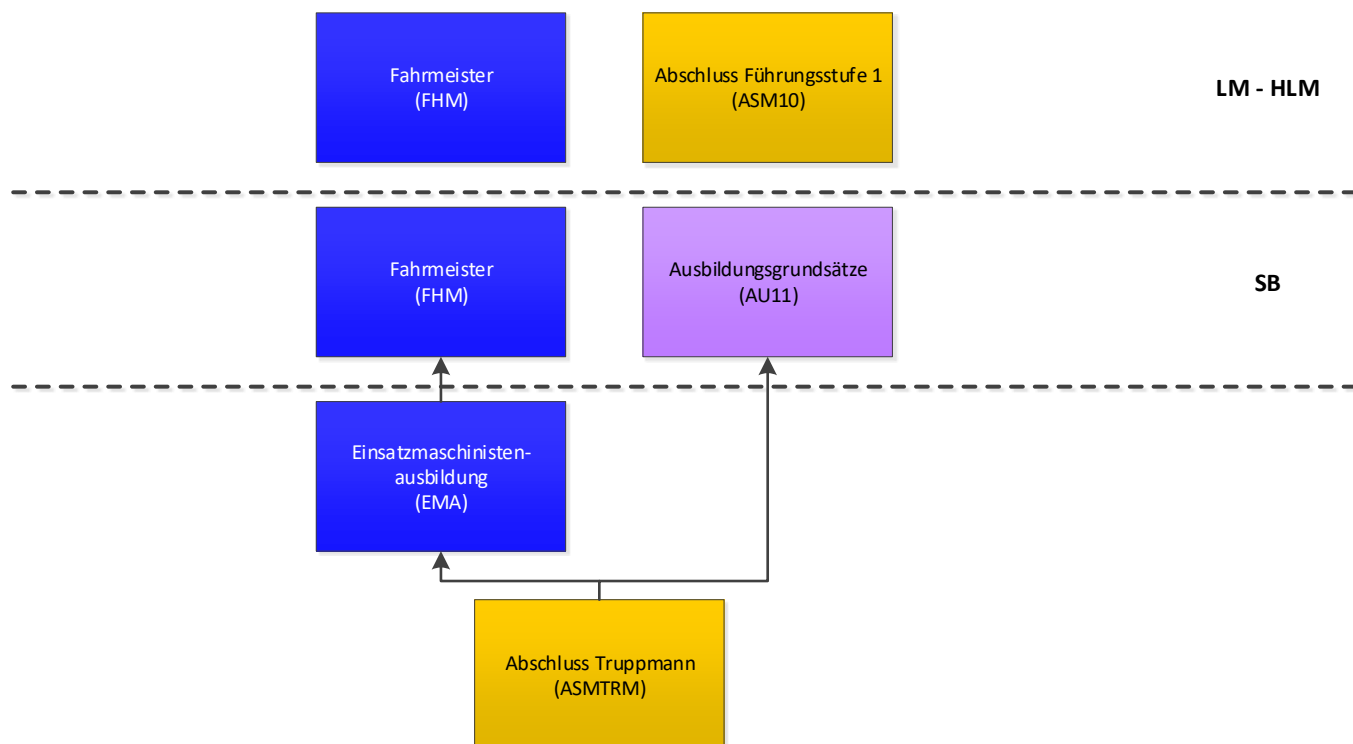 Fahrmeister
(FHM)
Abschluss Führungsstufe 1
(ASM10)
LM - HLM
Fahrmeister
(FHM)
Ausbildungsgrundsätze
(AU11)
SB
Einsatzmaschinisten-
ausbildung
(EMA)
Abschluss Truppmann
(ASMTRM)